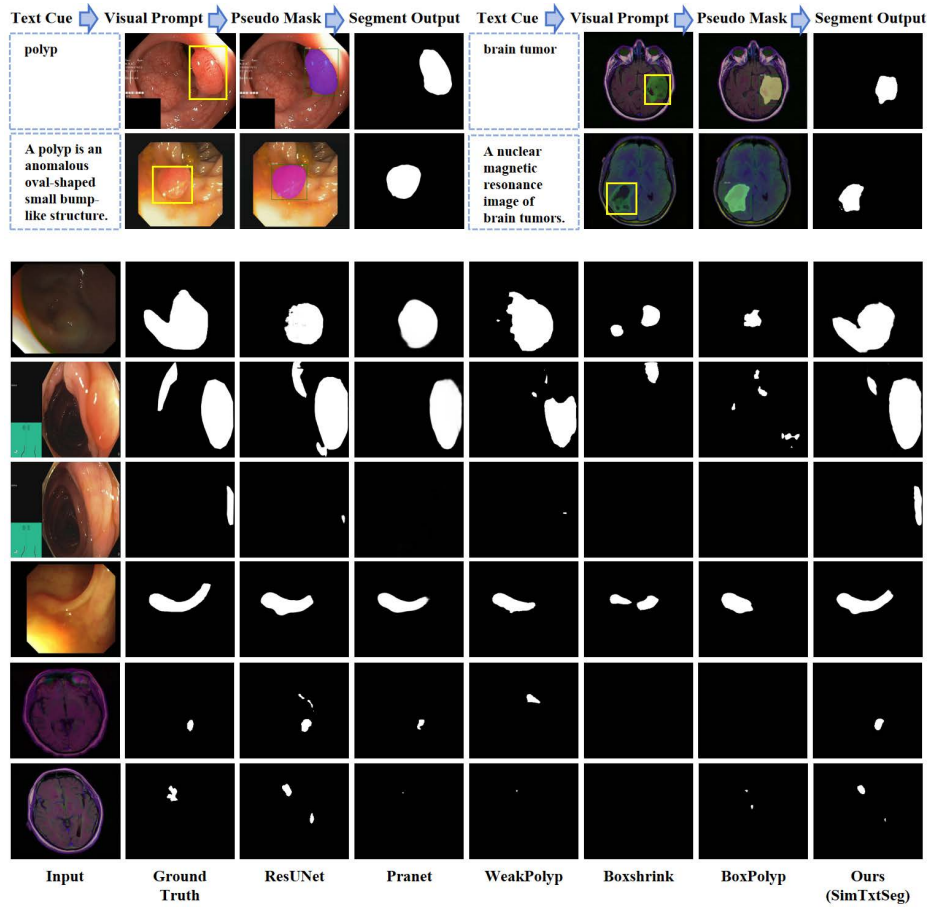 Text Cue Visual Prompt Pseudo Mask Segment Output Text Cue Visual Prompt Pseudo Mask Segment Output
polyp
brain tumor
A polyp is an
anomalous
oval-shaped
small bump-
like structure.
A nuclear
magnetic
resonance
image of
brain tumors.
Input Ground Truth ResUNet Pranet WeakPolyp Boxshrink BoxPolyp Ours (SimTxtSeg)